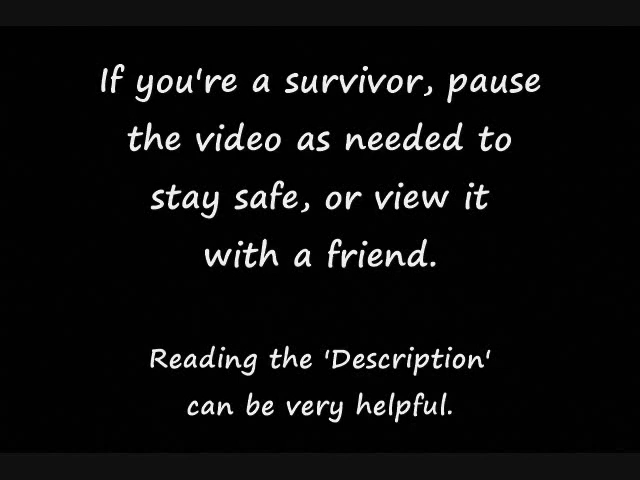 If you're a survivor, pause
the video as needed to
stay safe, or view it
with a friend.
Reading the 'Description'
can be very helpful.